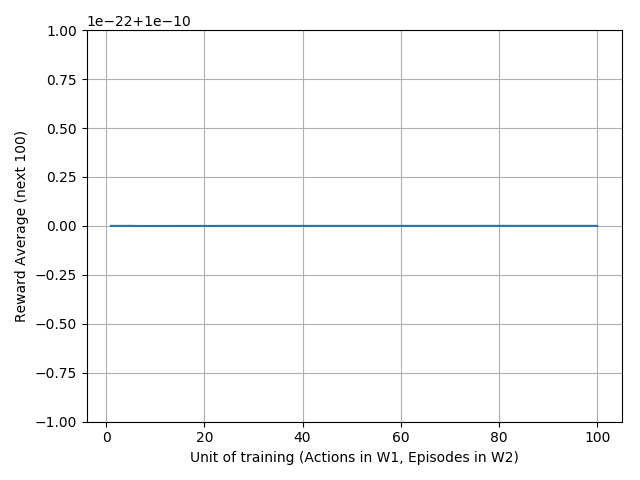 1e−22+1e−10
1.00
0.75
0.50
0.25
0.00
−0.25
−0.50
−0.75
−1.00
Reward Average (next 100)
0 20 40 60 80 100
Unit of training (Actions in W1, Episodes in W2)